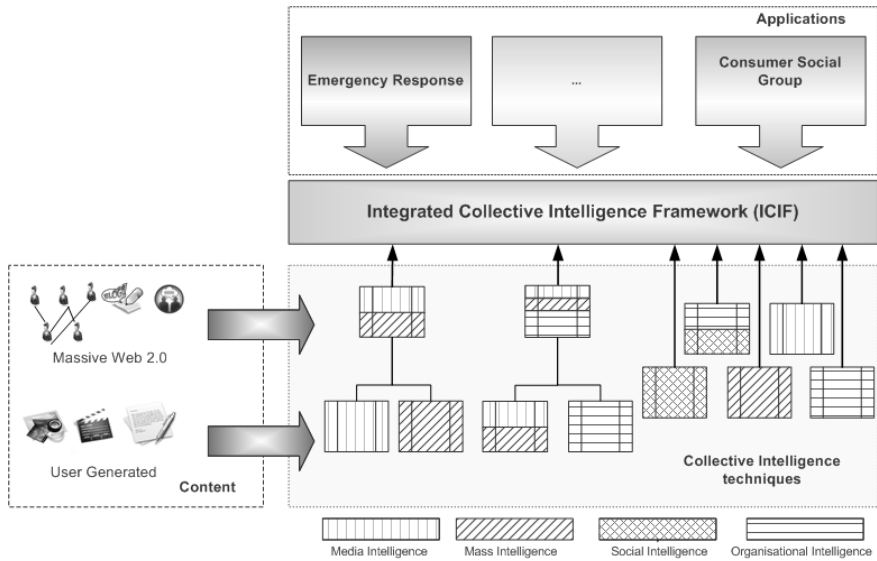 Applications
Emergency Response
...
Consumer Social
Group
Integrated Collective Intelligence Framework (ICIF)
BLOG
Massive Web 2.0
User Generated
Content
Collective Intelligence
techniques
Media Intelligence
Mass Intelligence
Social Intelligence
Organisational Intelligence